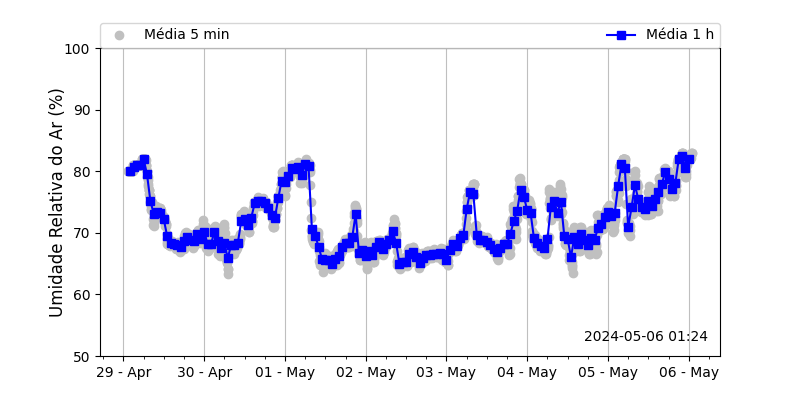 Média 5 min Média 1 h
100
90
80
70
60
50
Umidade Relativa do Ar (%)
2024-05-06 01:24
29 - Apr 30 - Apr 01 - May 02 - May 03 - May 04 - May 05 - May 06 - May